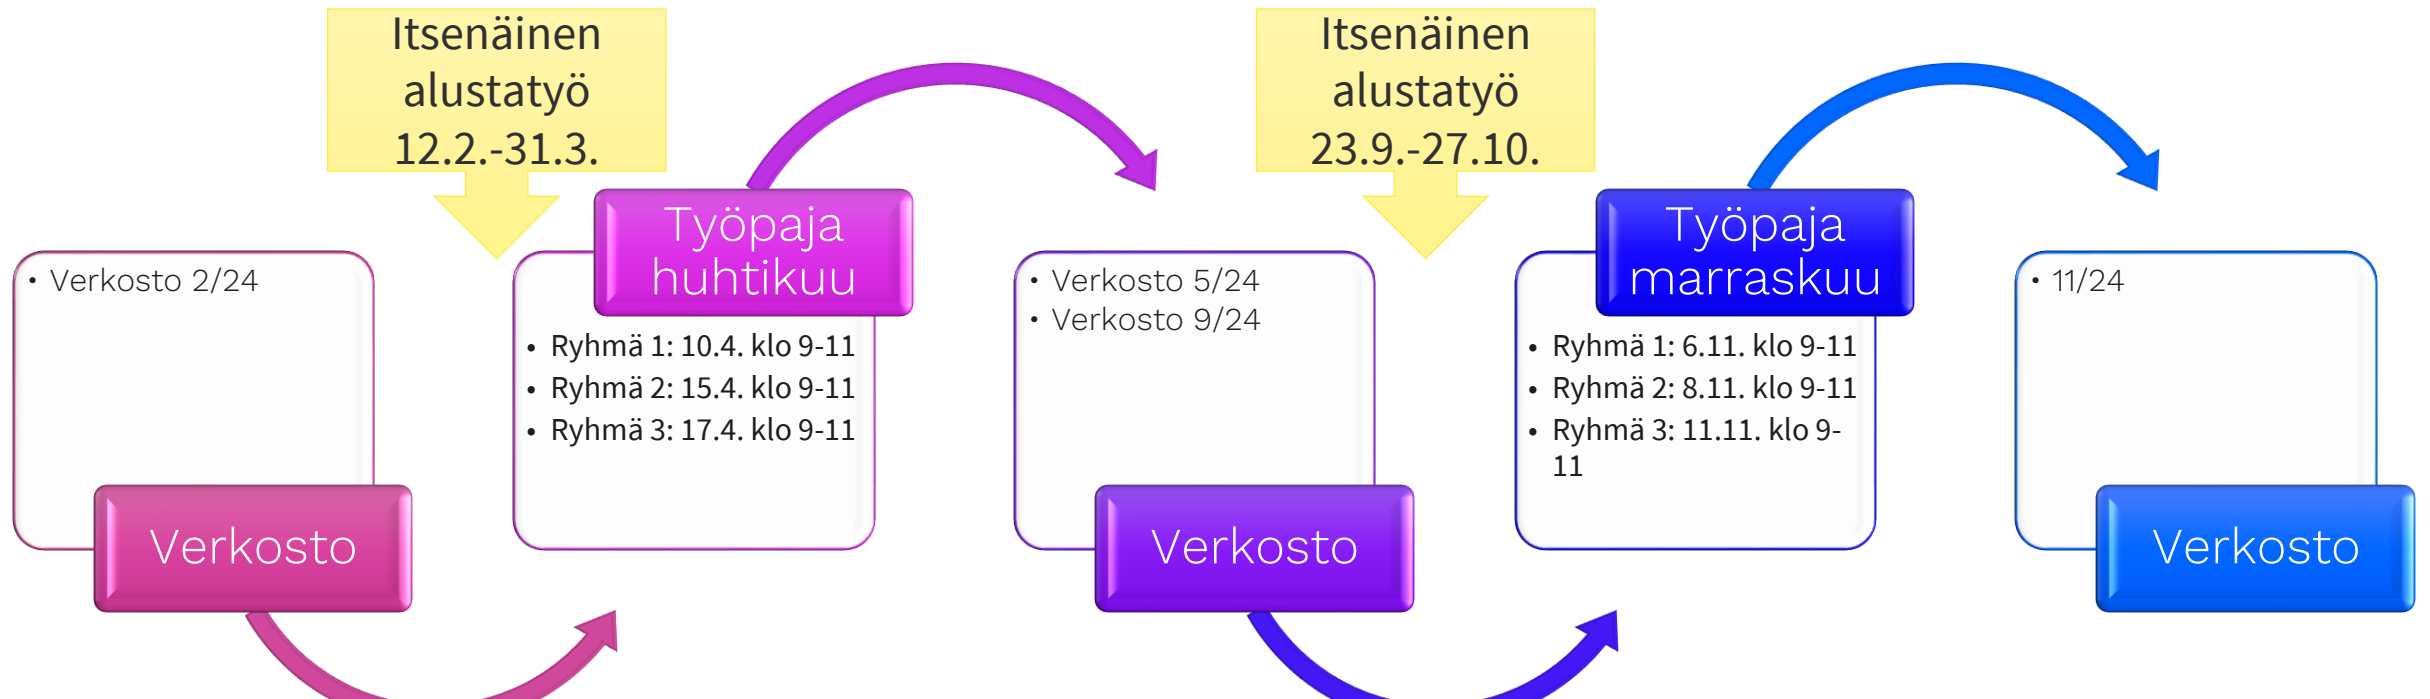 Itsenäinen
alustatyö
12.2.-31.3.
• Verkosto 2/24
Verkosto
Työpaja
huhtikuu
• Ryhmä 1: 10.4. klo 9-11
• Ryhmä 2: 15.4. klo 9-11
• Ryhmä 3: 17.4. klo 9-11
Itsenäinen
alustatyö
23.9.-27.10.
• Verkosto 5/24
• Verkosto 9/24
Verkosto
Työpaja
marraskuu
• Ryhmä 1: 6.11. klo 9-11
• Ryhmä 2: 8.11. klo 9-11
• Ryhmä 3: 11.11. klo 9-
11
• 11/24
Verkosto